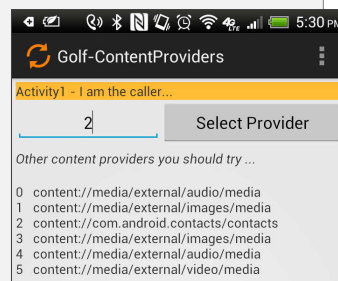 5:30 PM
Golf-ContentProviders
Activity1 - I am the caller...
2
Select Provider
Other content providers you should try ...
0 content://media/external/audio/media
1 content://media/external/images/media
2 content://com.android.contacts/contacts
3 content://media/external/images/media
4 content://media/external/audio/media
5 content://media/external/video/media